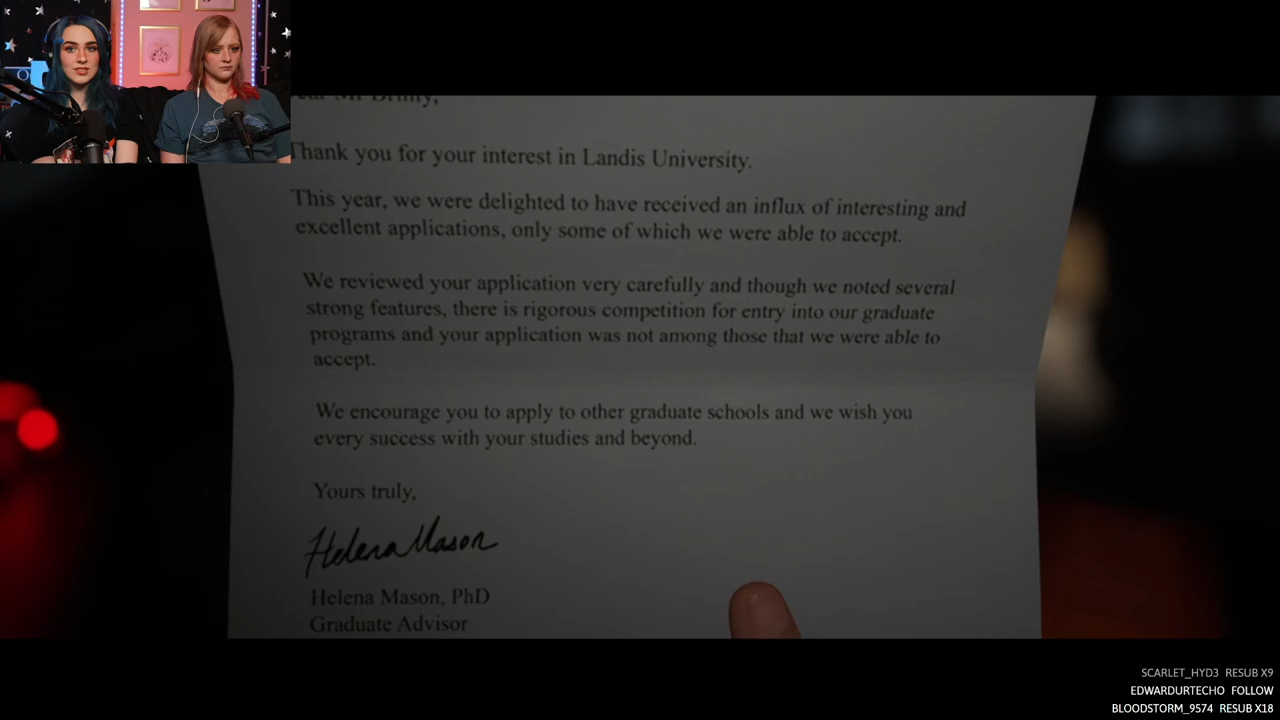 Thank you for your interest in Landis University.
This year, we were delighted to have received an influx of interesting and
excellent applications, only some of which we were able to accept.
We reviewed your application very carefully and though we noted several
strong features, there is rigorous competition for entry into our graduate
programs and your application was not among those that we were able to
accept.
We encourage you to apply to other graduate schools and we wish you
every success with your studies and beyond.
Yours truly,
Helena Mason
Helena Mason, PhD
Graduate Advisor
SCARLET_HYD3 RESUB X9
EDWARDURTECHO FOLLOW
BLOODSTORM_9574 RESUB X18